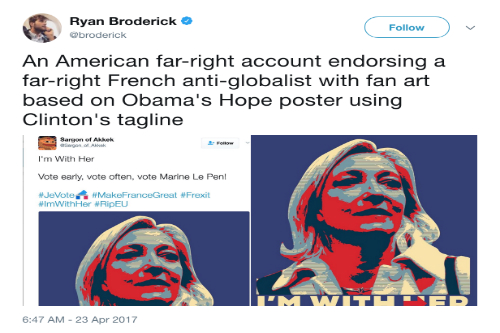 Ryan Broderick
@broderick
Follow
An American far-right account endorsing a
far-right French anti-globalist with fan art
based on Obama's Hope poster using
Clinton's tagline
Sargon of Akkek
Follow
I'm With Her
Vote early, vote often, vote Marine Le Pen!
#JeVote #MakeFranceGreat #Frexit
#ImWithHer #RipEU
I'M WITH HER
6:47 AM - 23 Apr 2017